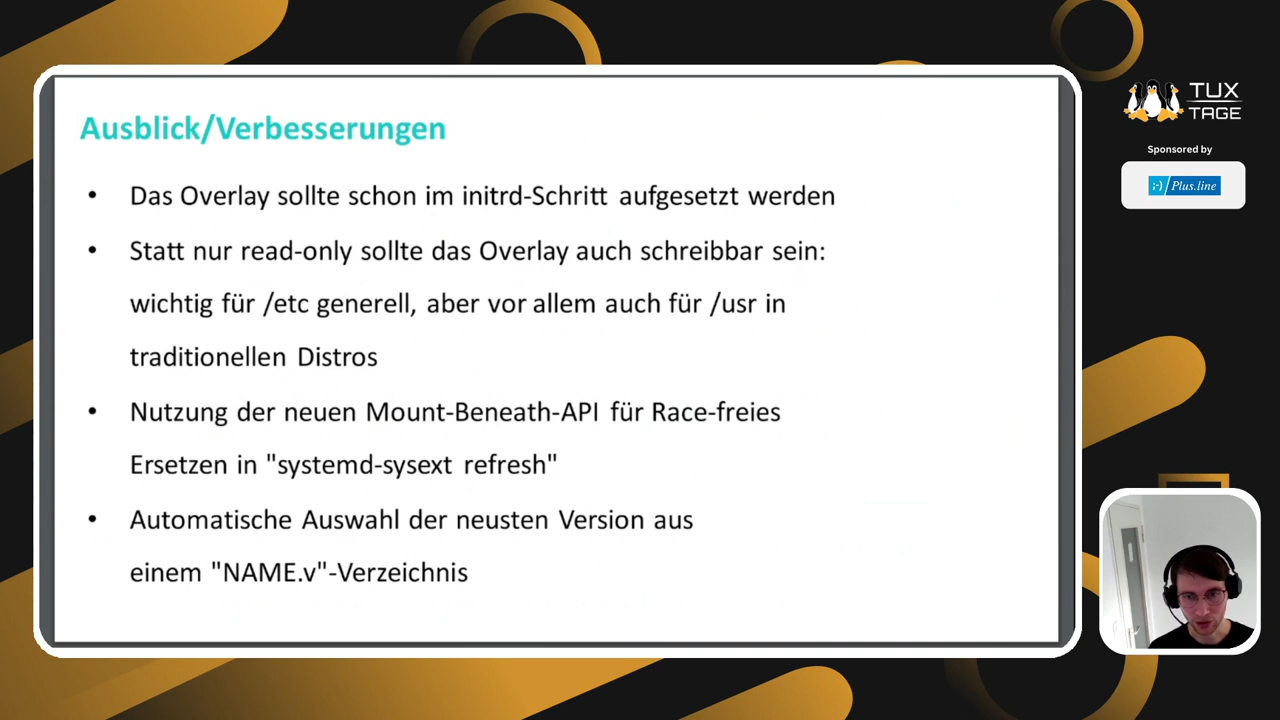 Ausblick/Verbesserungen
• Das Overlay sollte schon im initrd-Schritt aufgesetzt werden
• Statt nur read-only sollte das Overlay auch schreibbar sein:
wichtig für /etc generell, aber vor allem auch für /usr in
traditionellen Distros
• Nutzung der neuen Mount-Beneath-API für Race-freies
Ersetzen in "systemd-sysext refresh"
• Automatische Auswahl der neusten Version aus
einem "NAME.v"-Verzeichnis
TUX
TAGE
Sponsored by
;-) Plus.line